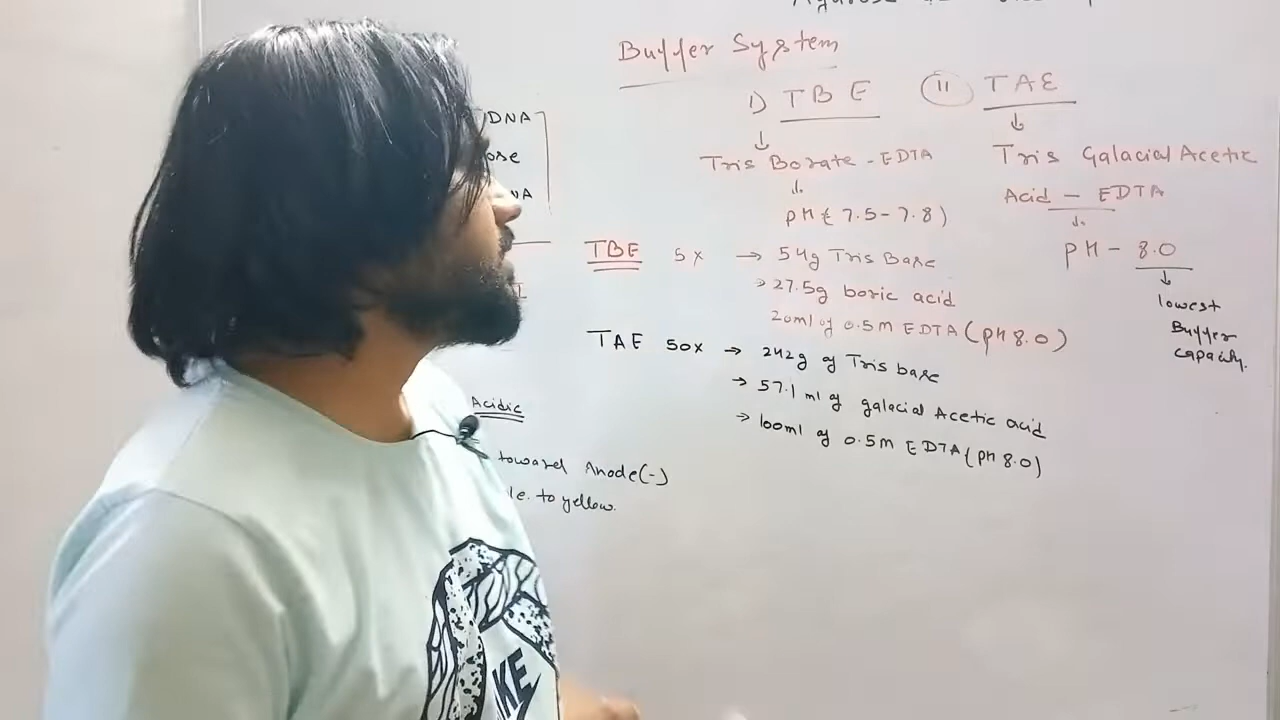 Agarose
Buffer System
I) TBE
II TAE
Tris Borate - EDTA
Tris Galacial Acetic
Acid - EDTA
pH (7.5-7.8)
pH - 8.0
lowest
Buffer
capacity.
TBE 5x → 54g Tris Base
→ 27.5g boric acid
20ml of 0.5M EDTA (pH 8.0)
TAE 50x → 242g of Tris base
→ 57.1 ml of galacial Acetic acid
→ 100ml of 0.5M EDTA (pH 8.0)
DNA
ose
NA
Acidic
toward Anode(-)
le. to yellow.
KE